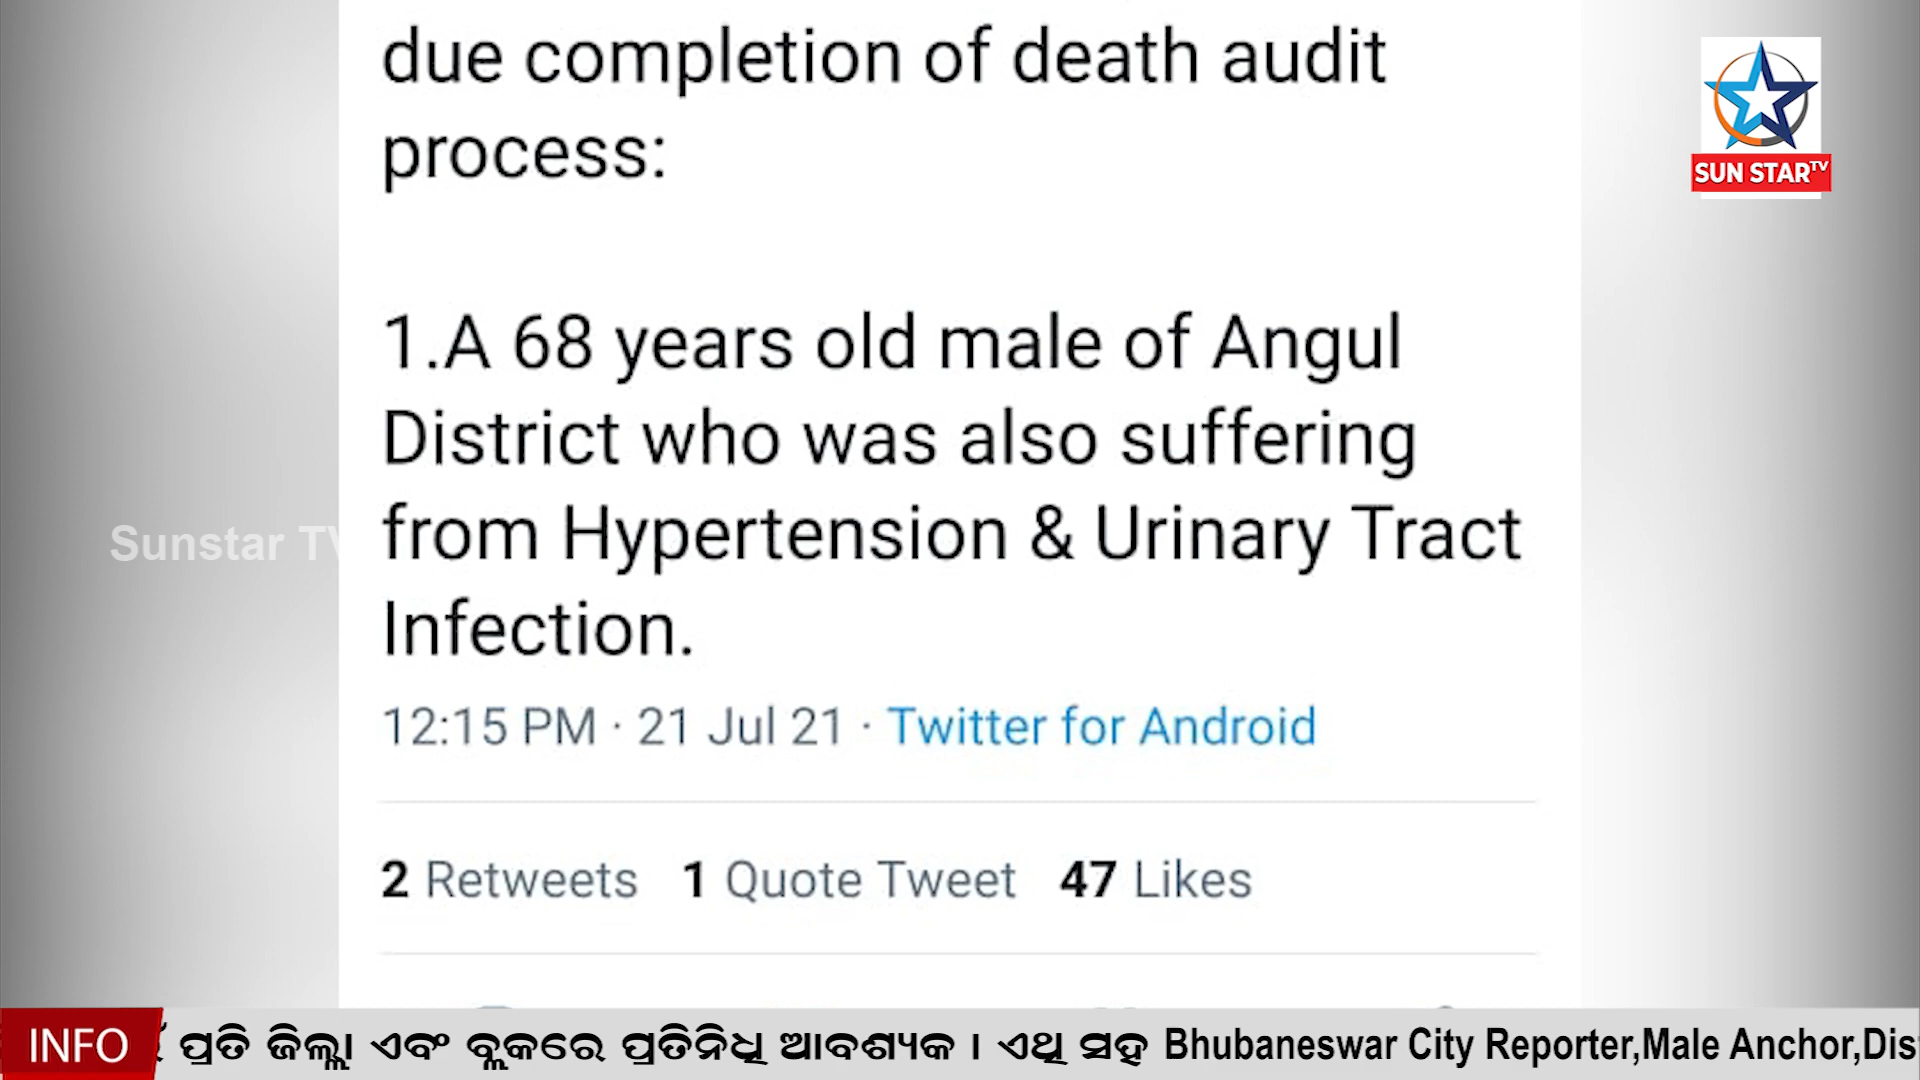 due completion of death audit
process:
1.A 68 years old male of Angul
District who was also suffering
from Hypertension & Urinary Tract
Infection.
12:15 PM · 21 Jul 21 · Twitter for Android
2 Retweets 1 Quote Tweet 47 Likes
SUN STAR TV
Sunstar TV
INFO
ପ୍ରତି ଜିଲ୍ଲା ଏବଂ ବ୍ଲକରେ ପ୍ରତିନିଧି ଆବଶ୍ୟକ । ଏଥି ସହ Bhubaneswar City Reporter,Male Anchor,Dis